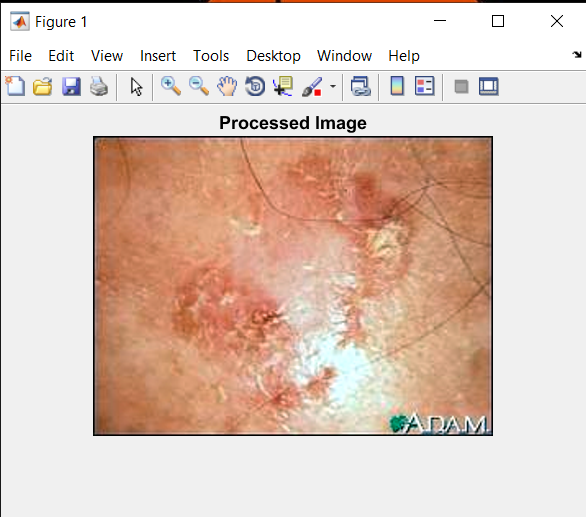 Figure 1
File Edit View Insert Tools Desktop Window Help
Processed Image
ADAM